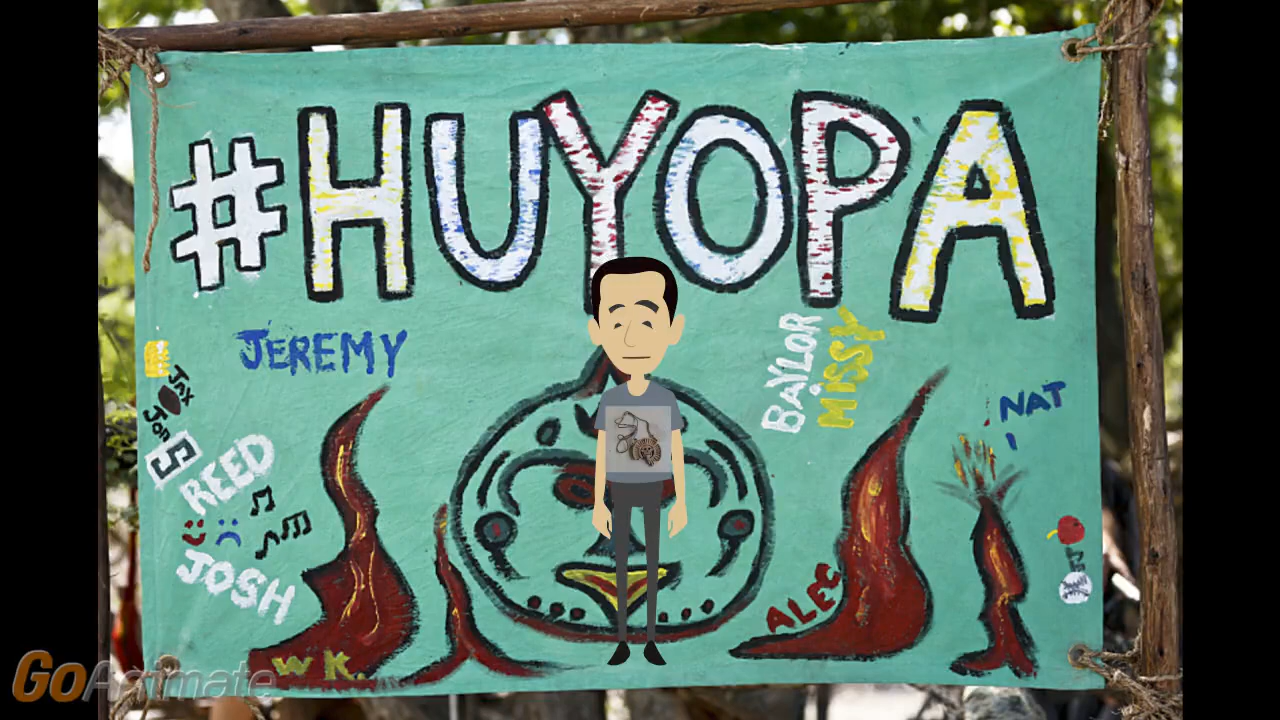 #HUYOPA
JEREMY
BAYLOR
MISSY
NAT
JAX
JON
REED
JOSH
ALEC
W K.
GoAnimate